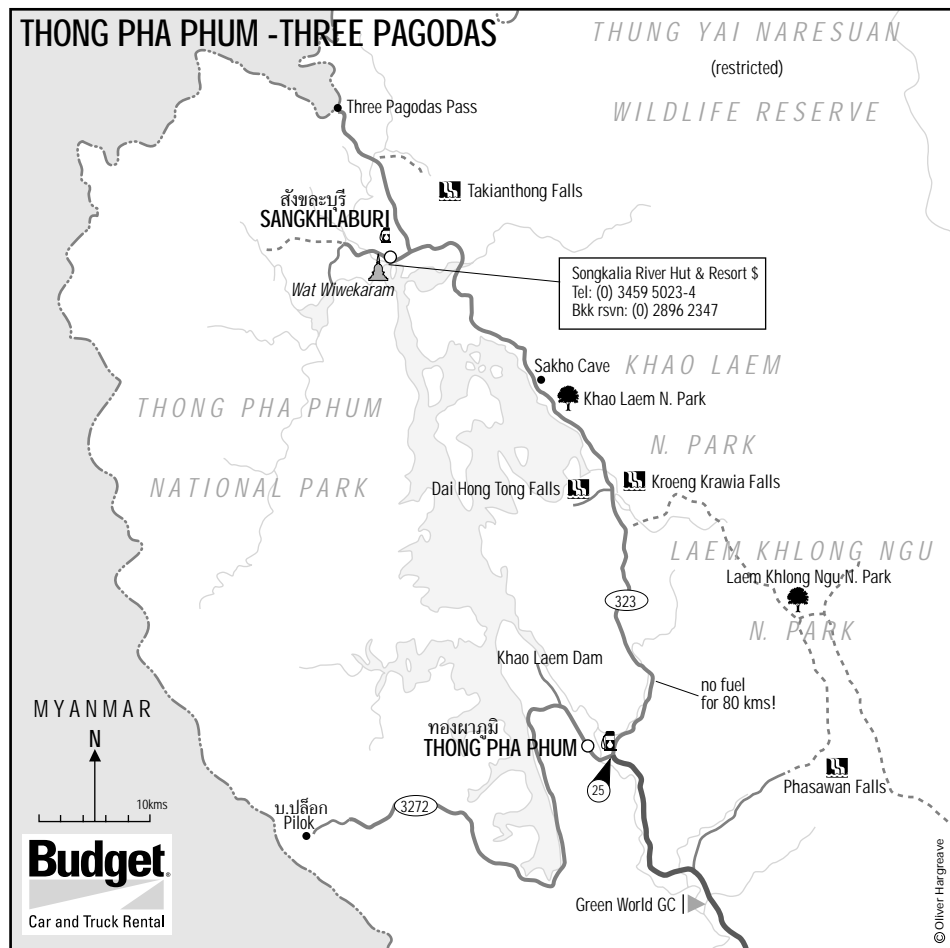 THONG PHA PHUM -THREE PAGODAS
THUNG YAI NARESUAN
(restricted)
WILDLIFE RESERVE
Three Pagodas Pass
Takianthong Falls
สังขละบุรี
SANGKHLABURI
Wat Wiwekaram
Songkalia River Hut & Resort $
Tel: (0) 3459 5023-4
Bkk rsvn: (0) 2896 2347
Sakho Cave
KHAO LAEM
Khao Laem N. Park
N. PARK
THONG PHA PHUM
NATIONAL PARK
Dai Hong Tong Falls
Kroeng Krawia Falls
LAEM KHLONG NGU
Laem Khlong Ngu N. Park
N. PARK
323
Khao Laem Dam
no fuel
for 80 kms!
MYANMAR
N
10kms
ทองผาภูมิ
THONG PHA PHUM
25
Phasawan Falls
3272
บ.ปล็อก
Pilok
Green World GC
Budget®
Car and Truck Rental
© Oliver Hargreave